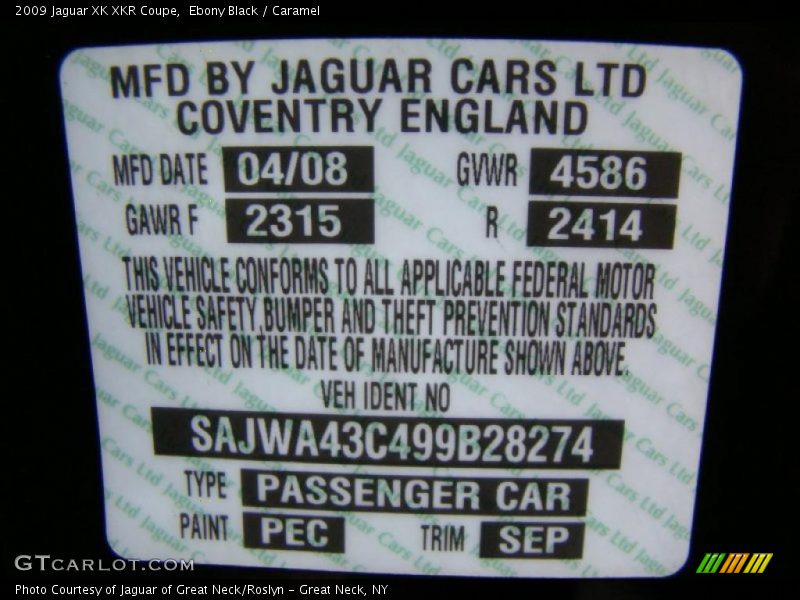 2009 Jaguar XK XKR Coupe,  Ebony Black / Caramel
MFD BY JAGUAR CARS LTD
COVENTRY ENGLAND
MFD DATE 04/08 GVWR 4586
GAWR F 2315 R 2414
THIS VEHICLE CONFORMS TO ALL APPLICABLE FEDERAL MOTOR
VEHICLE SAFETY,BUMPER AND THEFT PREVENTION STANDARDS
IN EFFECT ON THE DATE OF MANUFACTURE SHOWN ABOVE.
VEH IDENT NO
SAJWA43C499B28274
TYPE PASSENGER CAR
PAINT PEC TRIM SEP
GTCARLOT.COM
Photo Courtesy of Jaguar of Great Neck/Roslyn - Great Neck, NY